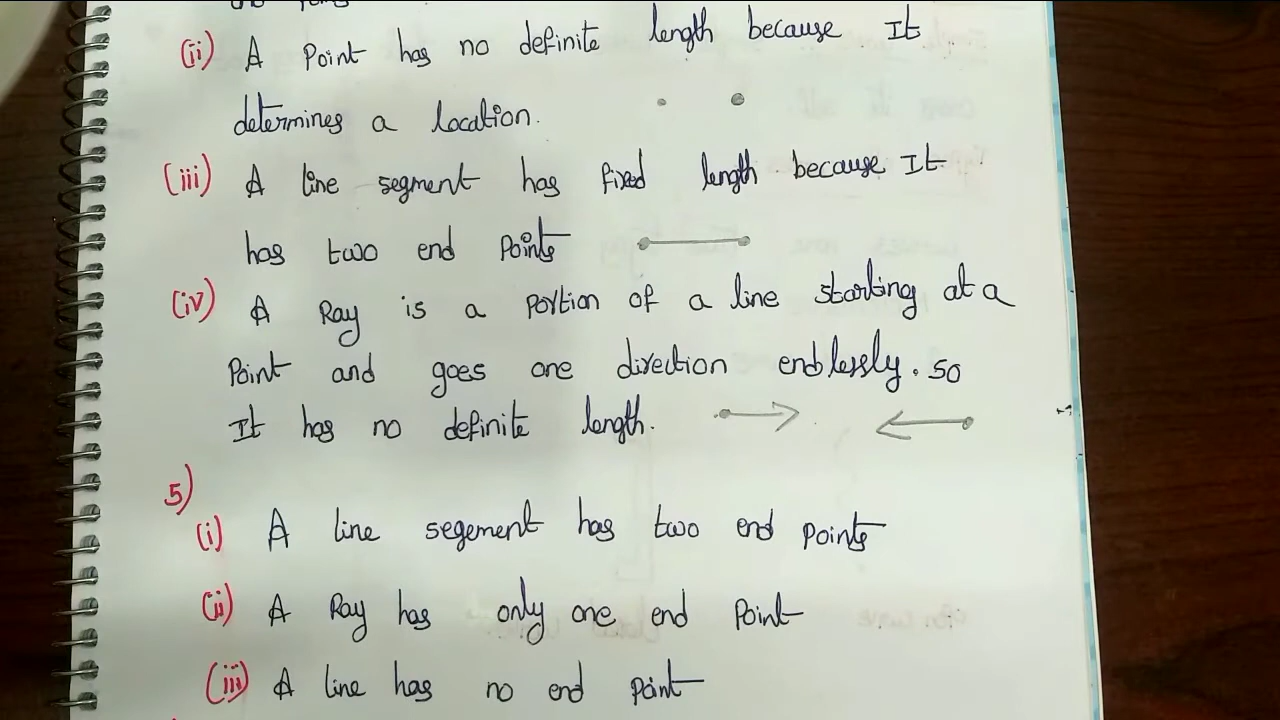 (ii) A Point has no definite length because It
determines a location.
(iii) A line segment has fixed length because It
has two end Points
(iv) A Ray is a portion of a line starting at a
Point and goes one direction endlessly. so
It has no definite length.
5)
(i) A line segement has two end points
(ii) A Ray has only one end Point
(iii) A line has no end point